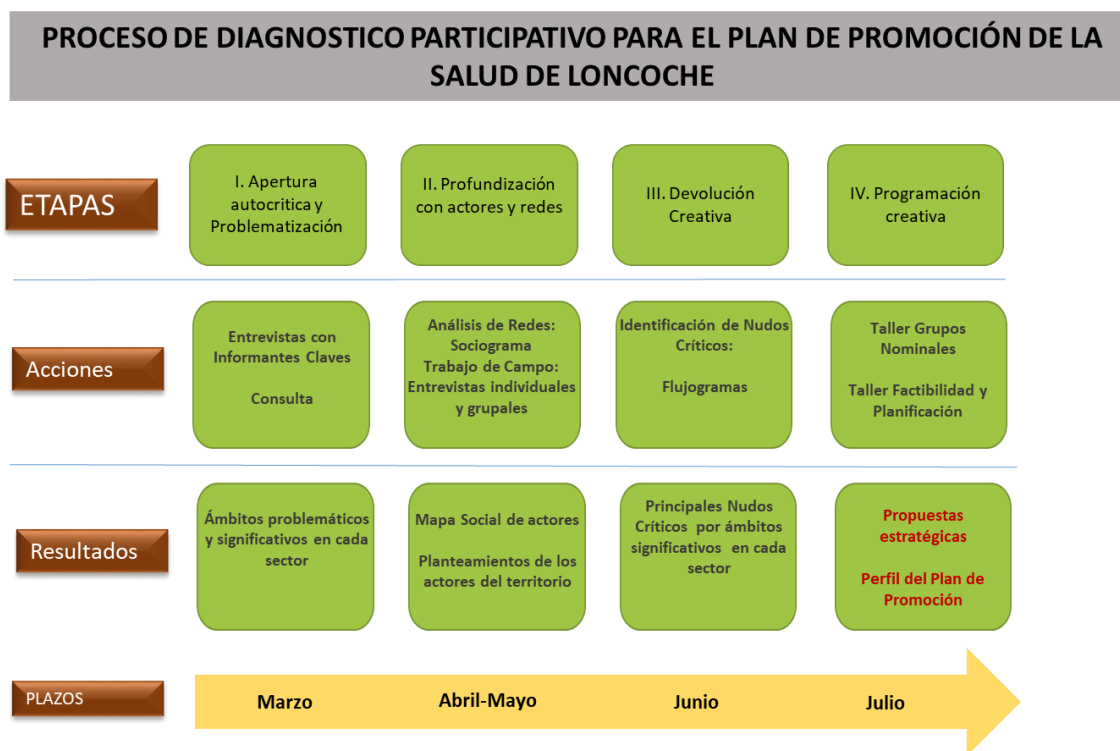 PROCESO DE DIAGNOSTICO PARTICIPATIVO PARA EL PLAN DE PROMOCIÓN DE LA
SALUD DE LONCOCHE
ETAPAS
I. Apertura
autocritica y
Problematización
II. Profundización
con actores y redes
III. Devolución
Creativa
IV. Programación
creativa
Acciones
Entrevistas con
Informantes Claves
Consulta
Análisis de Redes:
Sociograma
Trabajo de Campo:
Entrevistas individuales
y grupales
Identificación de Nudos
Críticos:
Flujogramas
Taller Grupos
Nominales
Taller Factibilidad y
Planificación
Resultados
Ámbitos problemáticos
y significativos en cada
sector
Mapa Social de actores
Planteamientos de los
actores del territorio
Principales Nudos
Críticos por ámbitos
significativos en cada
sector
Propuestas
estratégicas
Perfil del Plan de
Promoción
PLAZOS
Marzo
Abril-Mayo
Junio
Julio